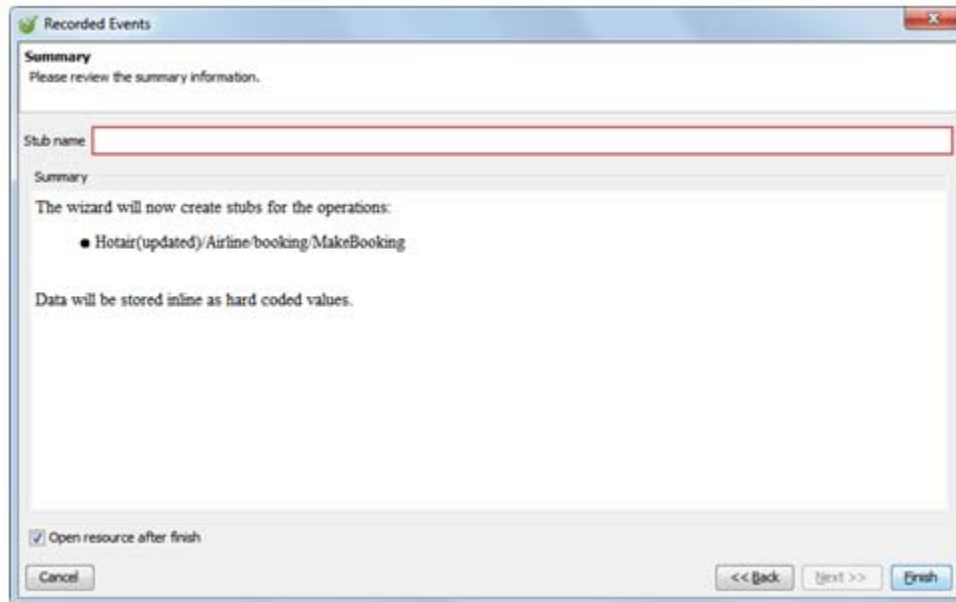 Recorded Events
Summary
Please review the summary information.
Stub name
Summary
The wizard will now create stubs for the operations:
● Hotair(updated)/Airline/booking/MakeBooking
Data will be stored inline as hard coded values.
Open resource after finish
Cancel << Back Next >> Finish